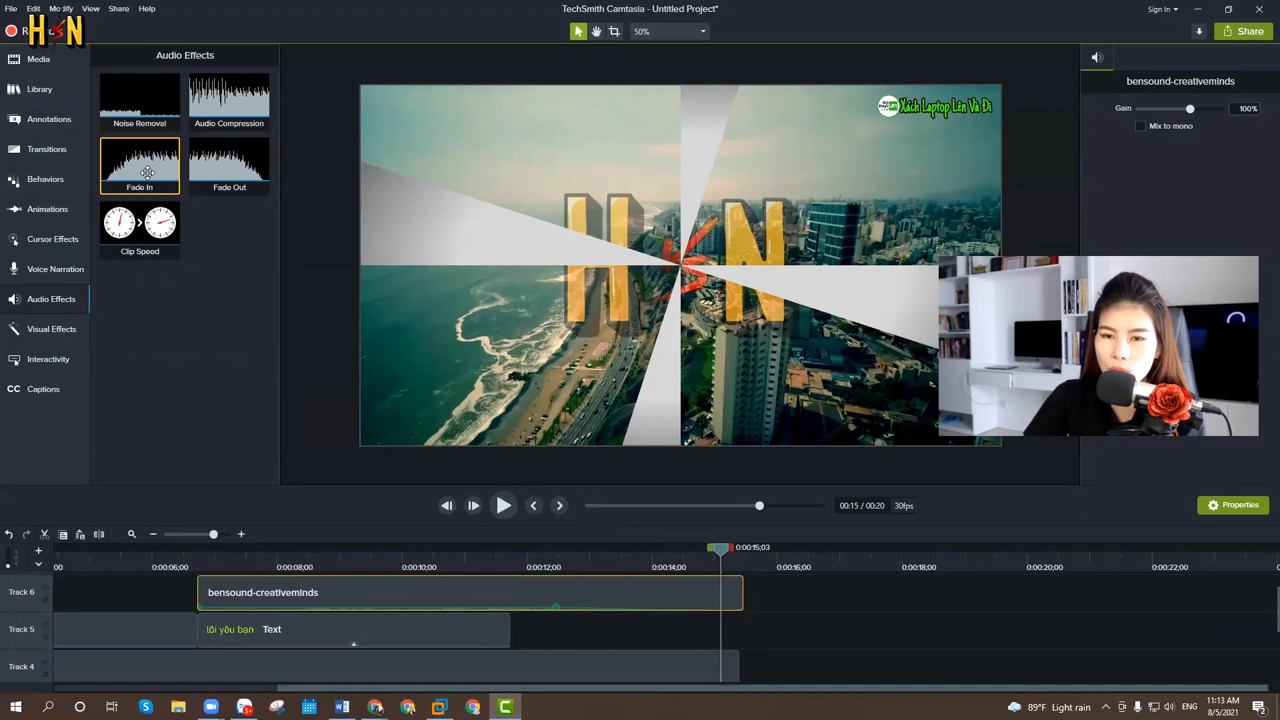 File Edit Modify View Share Help
TechSmith Camtasia - Untitled Project*
Sign In
HN
50%
Share
Media
Library
Annotations
Transitions
Behaviors
Animations
Cursor Effects
Voice Narration
Audio Effects
Visual Effects
Interactivity
CC Captions
Audio Effects
Noise Removal
Audio Compression
Fade In
Fade Out
Clip Speed
Xách Laptop Lên Và Đi
HN
bensound-creativeminds
Gain 100%
Mix to mono
00:15 / 00:20 30fps
Properties
0:00:15;03
00 0:00:06;00 0:00:08;00 0:00:10;00 0:00:12;00 0:00:14;00 0:00:16;00 0:00:18;00 0:00:20;00 0:00:22;00
Track 6 bensound-creativeminds
Track 5 tôi yêu bạn Text
Track 4
89°F Light rain
ENG
11:13 AM
8/5/2021